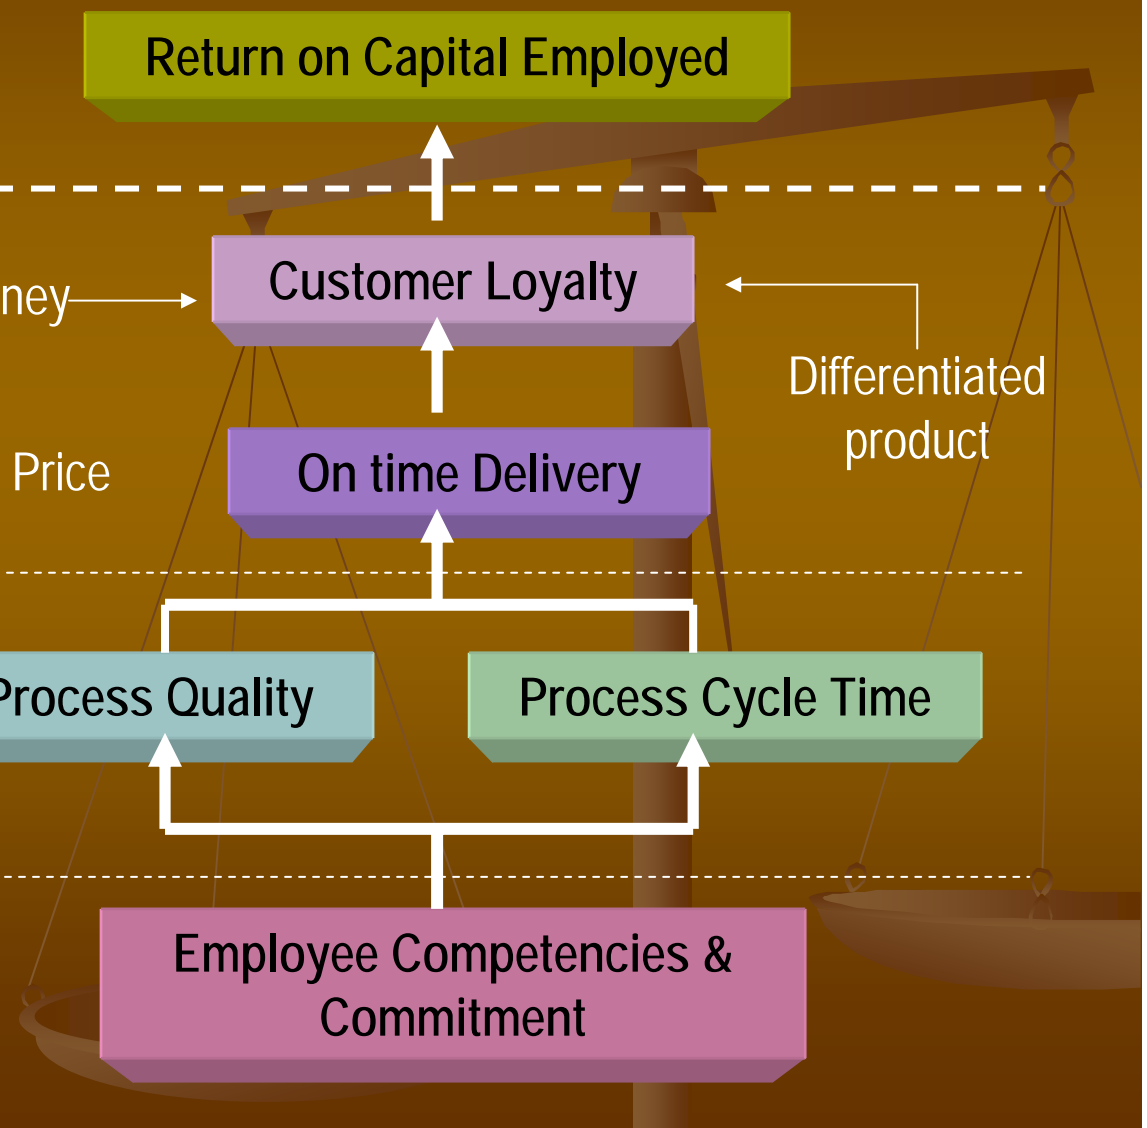 Return on Capital Employed
ney
Customer Loyalty
Differentiated
product
Price
On time Delivery
Process Quality
Process Cycle Time
Employee Competencies &
Commitment